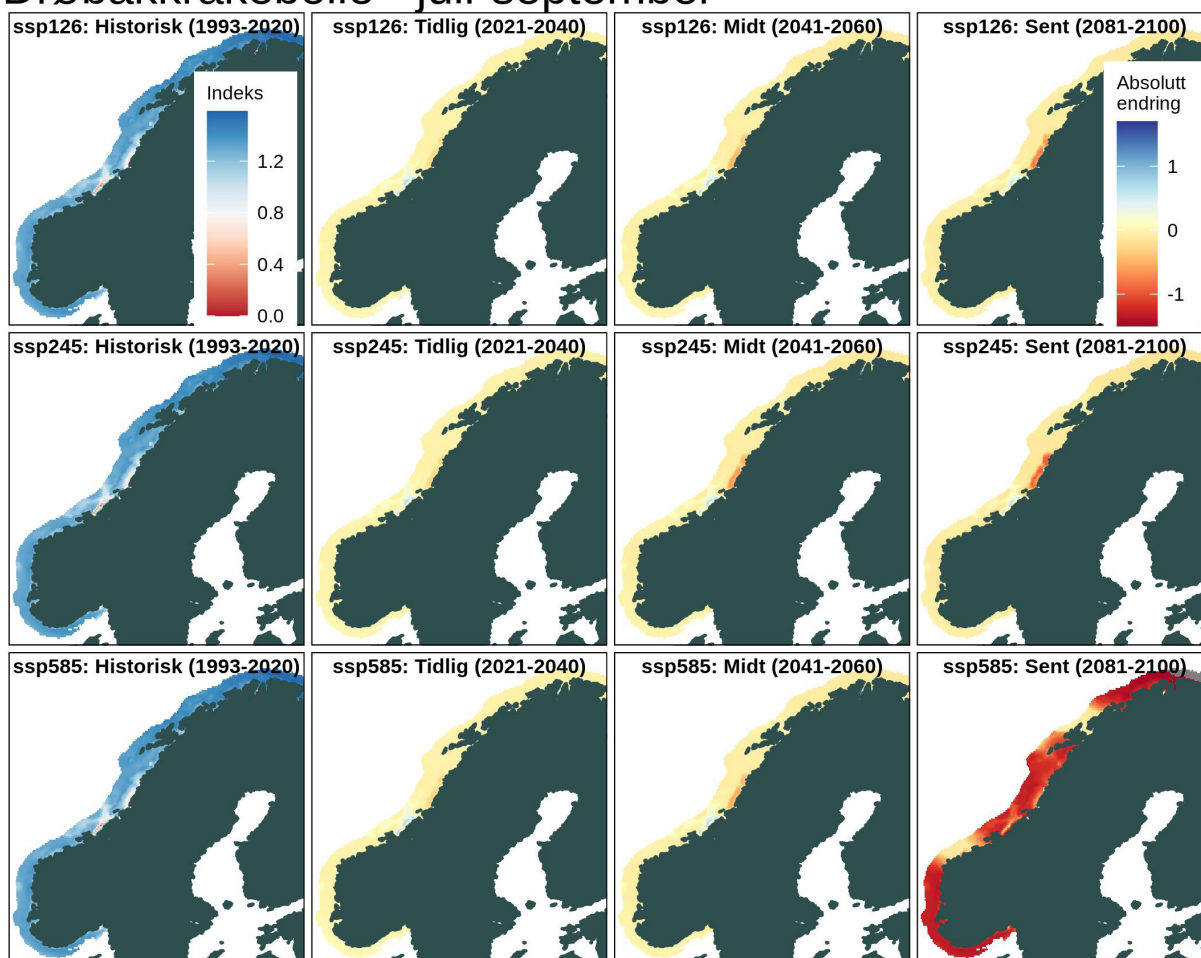 Drøbakkråkebolle - juli-september
ssp126: Historisk (1993-2020)
ssp126: Tidlig (2021-2040)
ssp126: Midt (2041-2060)
ssp126: Sent (2081-2100)
Indeks
1.2
0.8
0.4
0.0
Absolutt
endring
1
0
-1
ssp245: Historisk (1993-2020)
ssp245: Tidlig (2021-2040)
ssp245: Midt (2041-2060)
ssp245: Sent (2081-2100)
ssp585: Historisk (1993-2020)
ssp585: Tidlig (2021-2040)
ssp585: Midt (2041-2060)
ssp585: Sent (2081-2100)